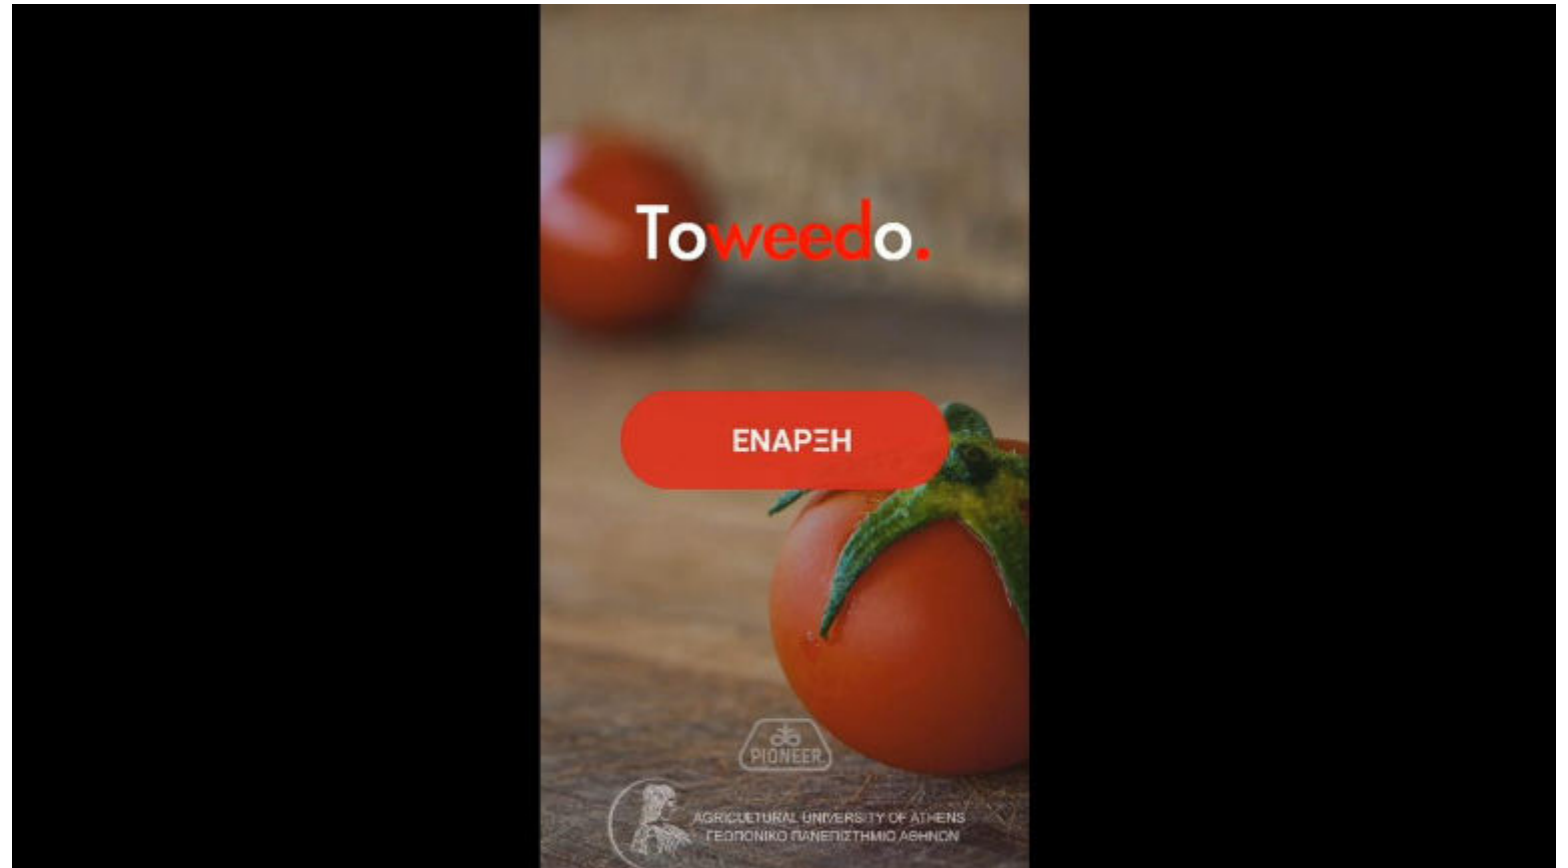 Toweedo.
ΕΝΑΡΞΗ
PIONEER
AGRICULTURAL UNIVERSITY OF ATHENS
ΓΕΩΠΟΝΙΚΟ ΠΑΝΕΠΙΣΤΗΜΙΟ ΑΘΗΝΩΝ